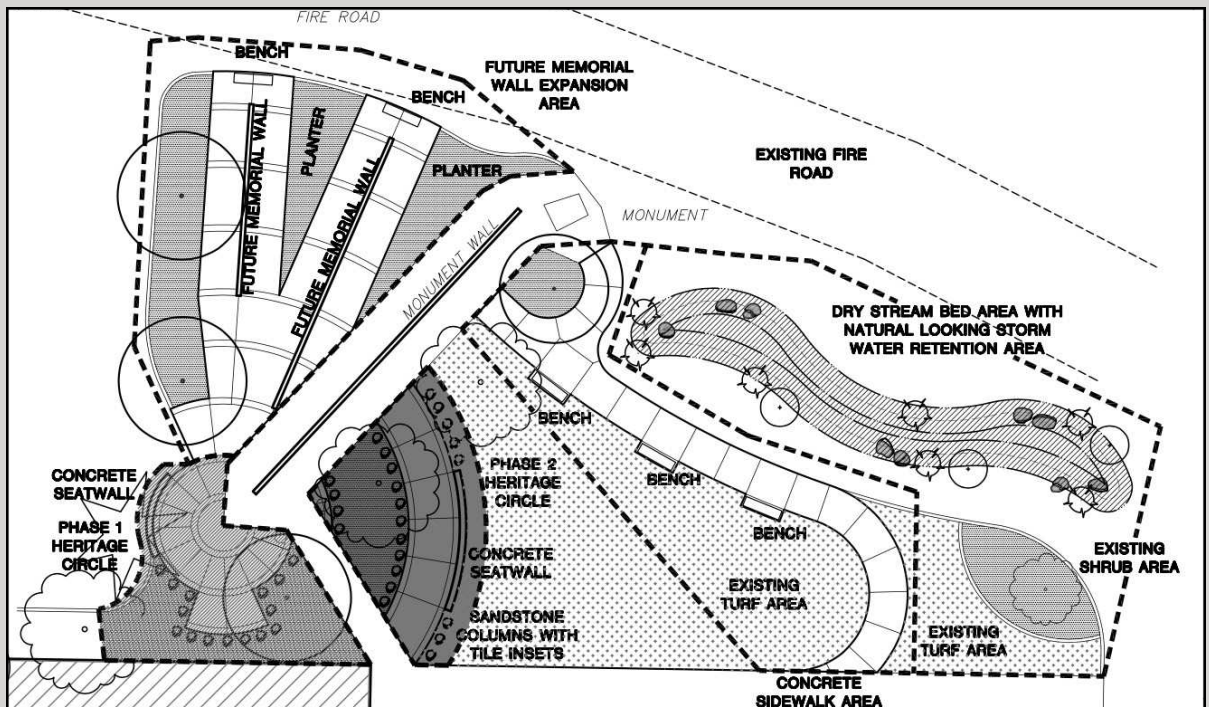 FIRE ROAD
BENCH
FUTURE MEMORIAL
WALL EXPANSION
AREA
BENCH
FUTURE MEMORIAL WALL
PLANTER
FUTURE MEMORIAL WALL
PLANTER
EXISTING FIRE
ROAD
MONUMENT
MONUMENT WALL
DRY STREAM BED AREA WITH
NATURAL LOOKING STORM
WATER RETENTION AREA
BENCH
BENCH
BENCH
CONCRETE
SEATWALL
PHASE 1
HERITAGE
CIRCLE
PHASE 2
HERITAGE
CIRCLE
CONCRETE
SEATWALL
SANDSTONE
COLUMNS WITH
TILE INSETS
EXISTING
TURF AREA
EXISTING
TURF AREA
EXISTING
SHRUB AREA
CONCRETE
SIDEWALK AREA